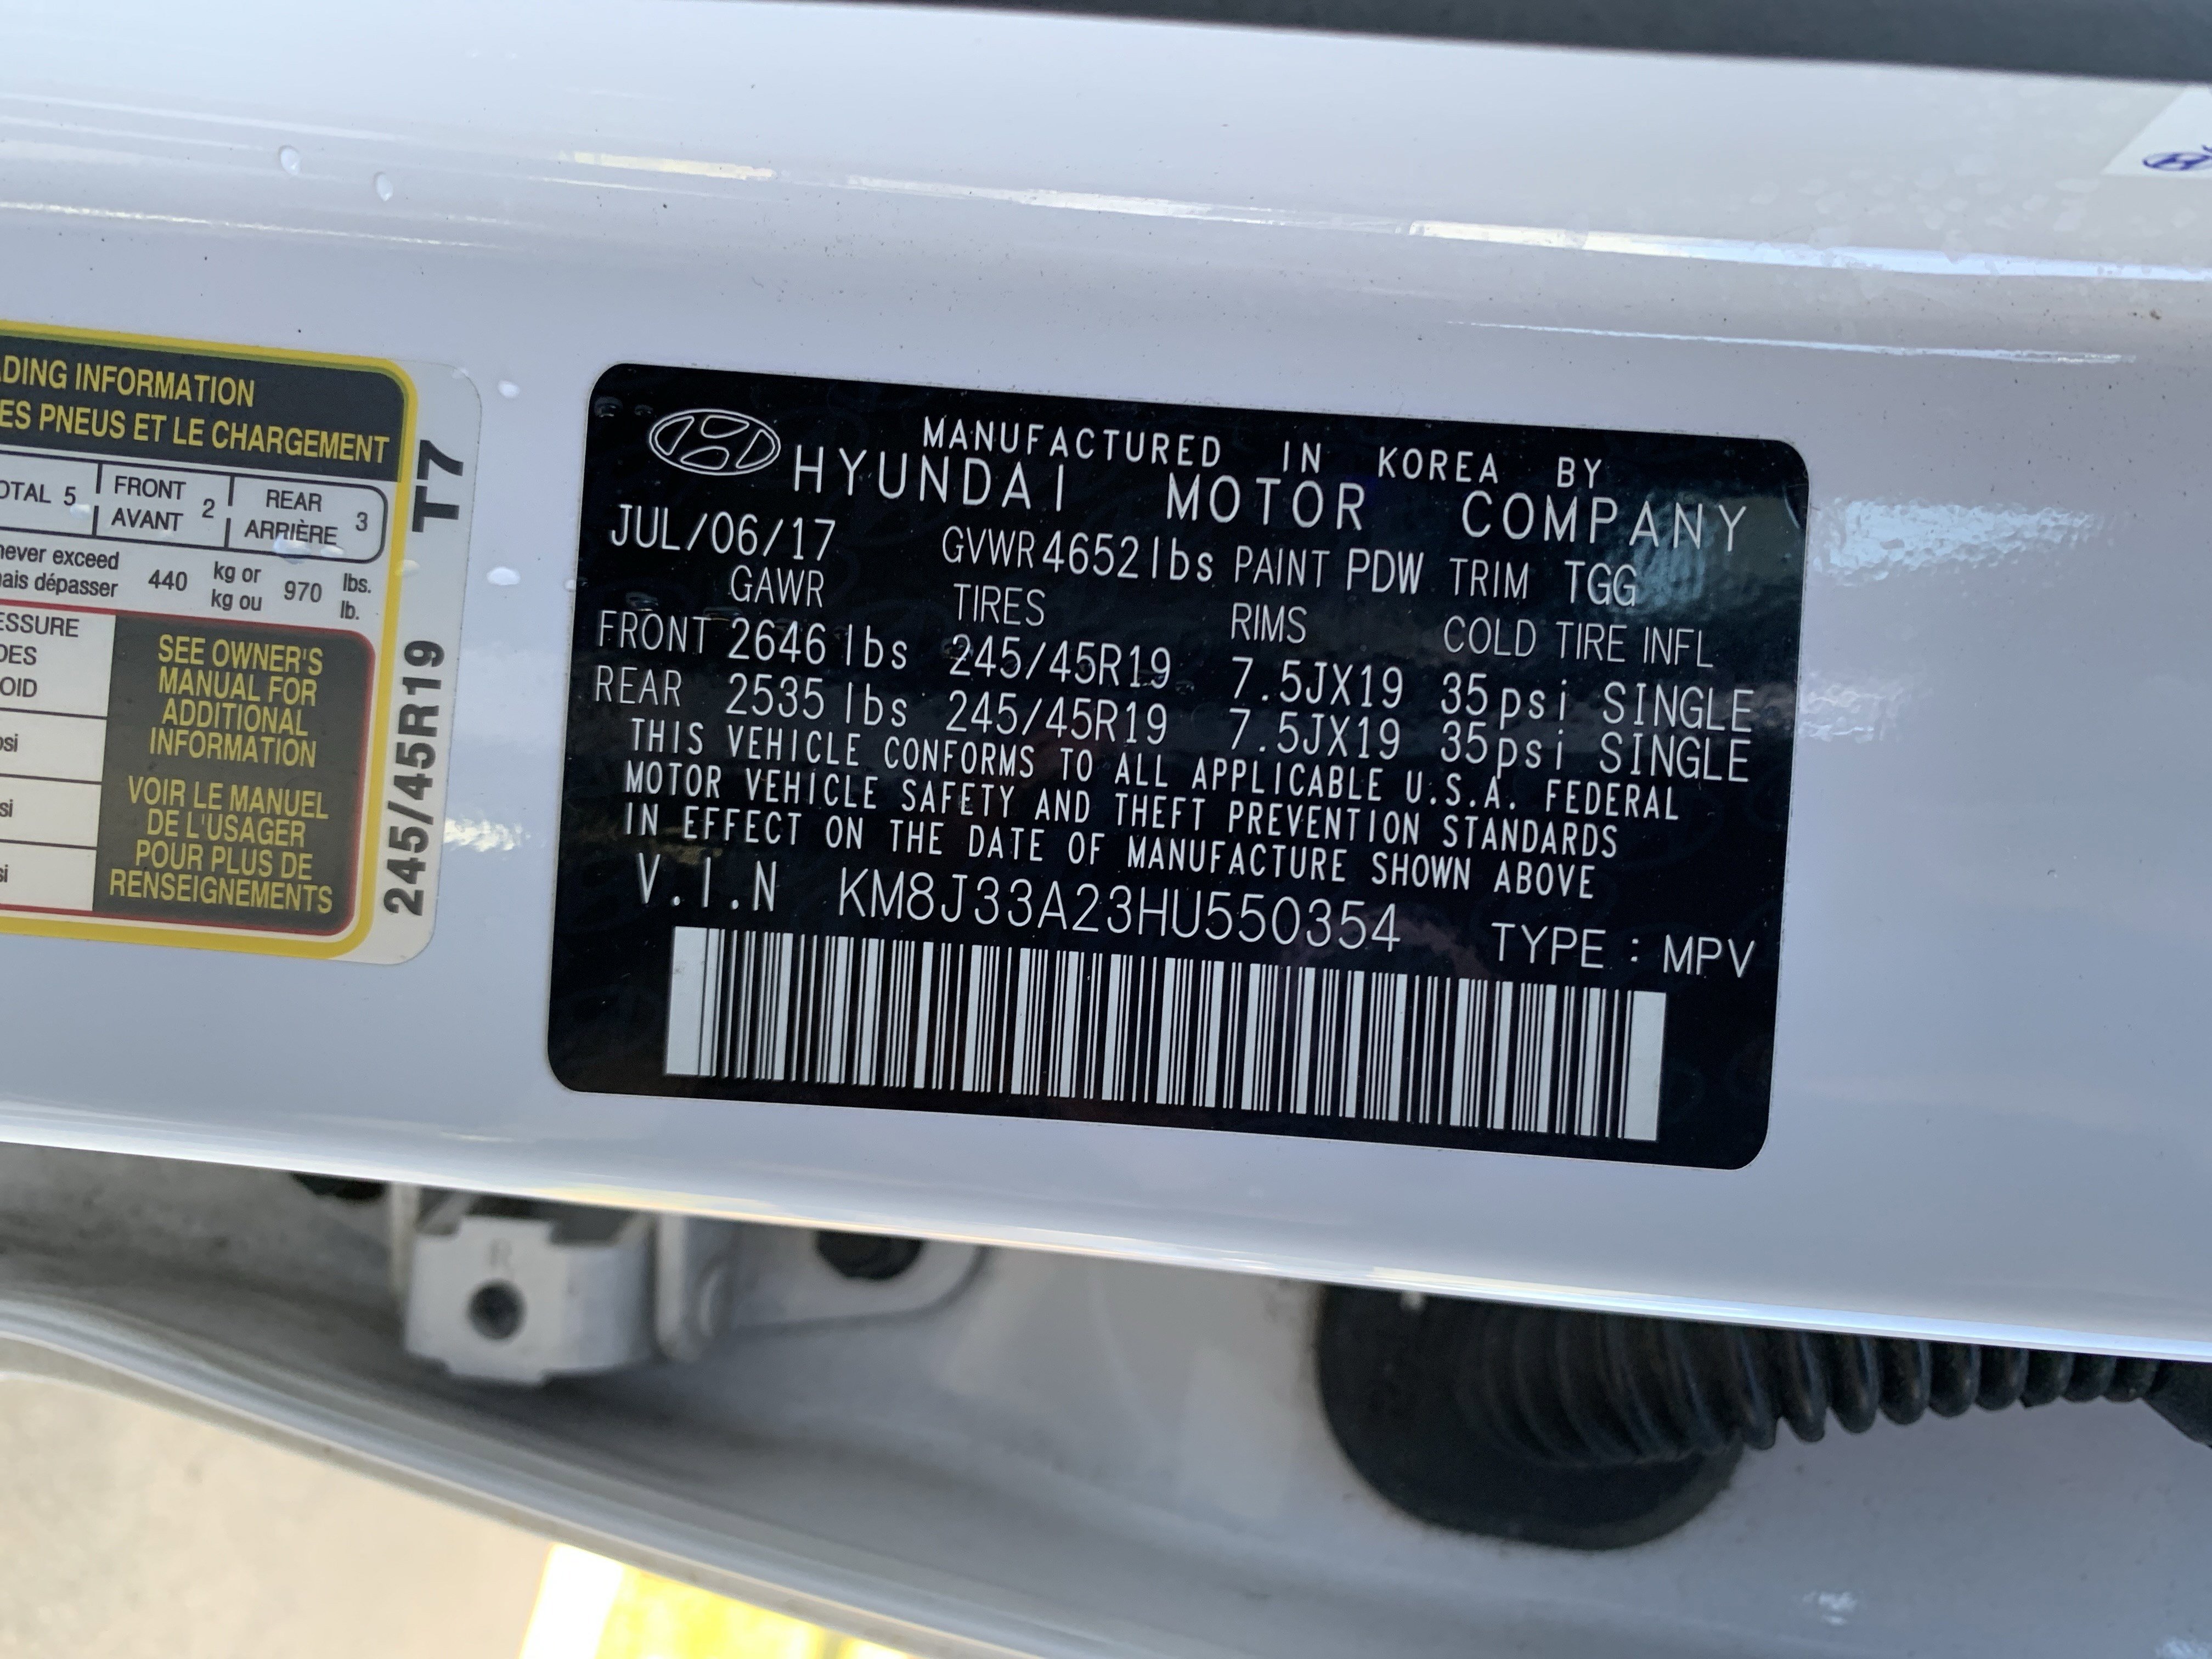 DING INFORMATION
ES PNEUS ET LE CHARGEMENT
OTAL 5 FRONT AVANT 2 REAR ARRIÈRE 3
never exceed
ais dépasser 440 kg or kg ou 970 lbs. lb.
ESSURE
DES
OID
SEE OWNER'S
MANUAL FOR
ADDITIONAL
INFORMATION
VOIR LE MANUEL
DE L'USAGER
POUR PLUS DE
RENSEIGNEMENTS
psi
si
si
245/45R19 T7
MANUFACTURED IN KOREA BY
HYUNDAI MOTOR COMPANY
JUL/06/17 GVWR 4652lbs PAINT PDW TRIM TGG
GAWR TIRES RIMS COLD TIRE INFL
FRONT 2646 lbs 245/45R19 7.5JX19 35psi SINGLE
REAR 2535 lbs 245/45R19 7.5JX19 35psi SINGLE
THIS VEHICLE CONFORMS TO ALL APPLICABLE U.S.A. FEDERAL
MOTOR VEHICLE SAFETY AND THEFT PREVENTION STANDARDS
IN EFFECT ON THE DATE OF MANUFACTURE SHOWN ABOVE
V.I.N KM8J33A23HU550354 TYPE : MPV
R